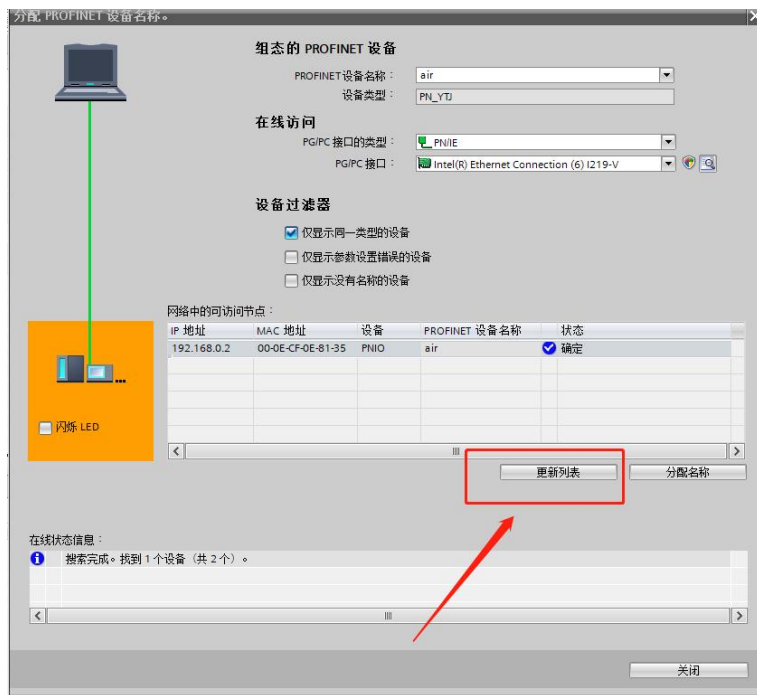 分配 PROFINET 设备名称。
组态的 PROFINET 设备
PROFINET设备名称： air
设备类型： PN_YTJ
在线访问
PG/PC 接口的类型： PN/IE
PG/PC 接口： Intel(R) Ethernet Connection (6) I219-V
设备过滤器
仅显示同一类型的设备
仅显示参数设置错误的设备
仅显示没有名称的设备
网络中的可访问节点：
IP 地址 MAC 地址 设备 PROFINET 设备名称 状态
192.168.0.2 00-0E-CF-0E-81-35 PNIO air 确定
闪烁 LED
更新列表 分配名称
在线状态信息：
搜索完成。找到 1 个设备（共 2 个）。
关闭